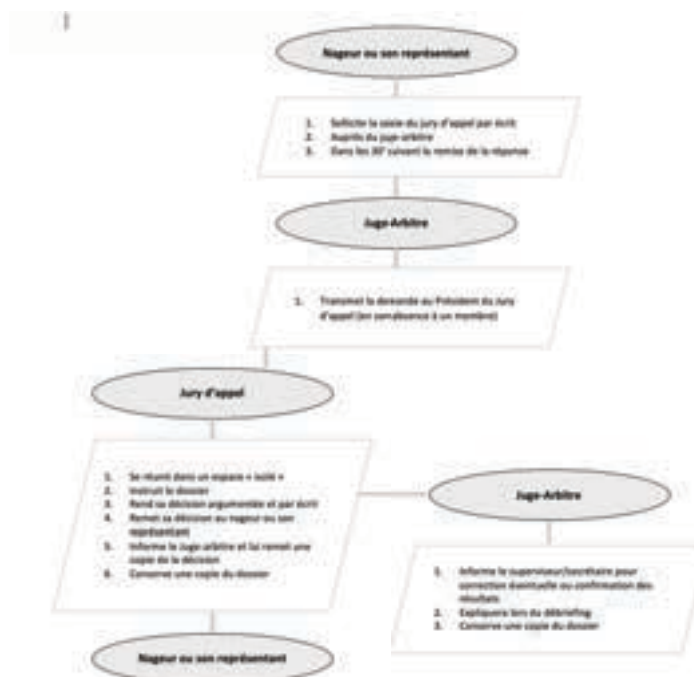 Nageur ou son représentant
1. Sollicite la saisie du jury d'appel par écrit
2. Auprès du juge-arbitre
3. Dans les 30' suivant la remise de la réponse
Juge-Arbitre
1. Transmet la demande au Président du Jury
d'appel (en son absence à un membre)
Jury d'appel
1. Se réunit dans un espace « isolé »
2. Instruit le dossier
3. Rend sa décision argumentée et par écrit
4. Remet sa décision au nageur ou son
représentant
5. Informe le Juge-arbitre et lui remet une
copie de la décision
6. Conserve une copie du dossier
Juge-Arbitre
1. Informe le superviseur/secrétaire pour
correction éventuelle ou confirmation des
résultats
2. Expliquera lors du débriefing
3. Conserve une copie du dossier
Nageur ou son représentant